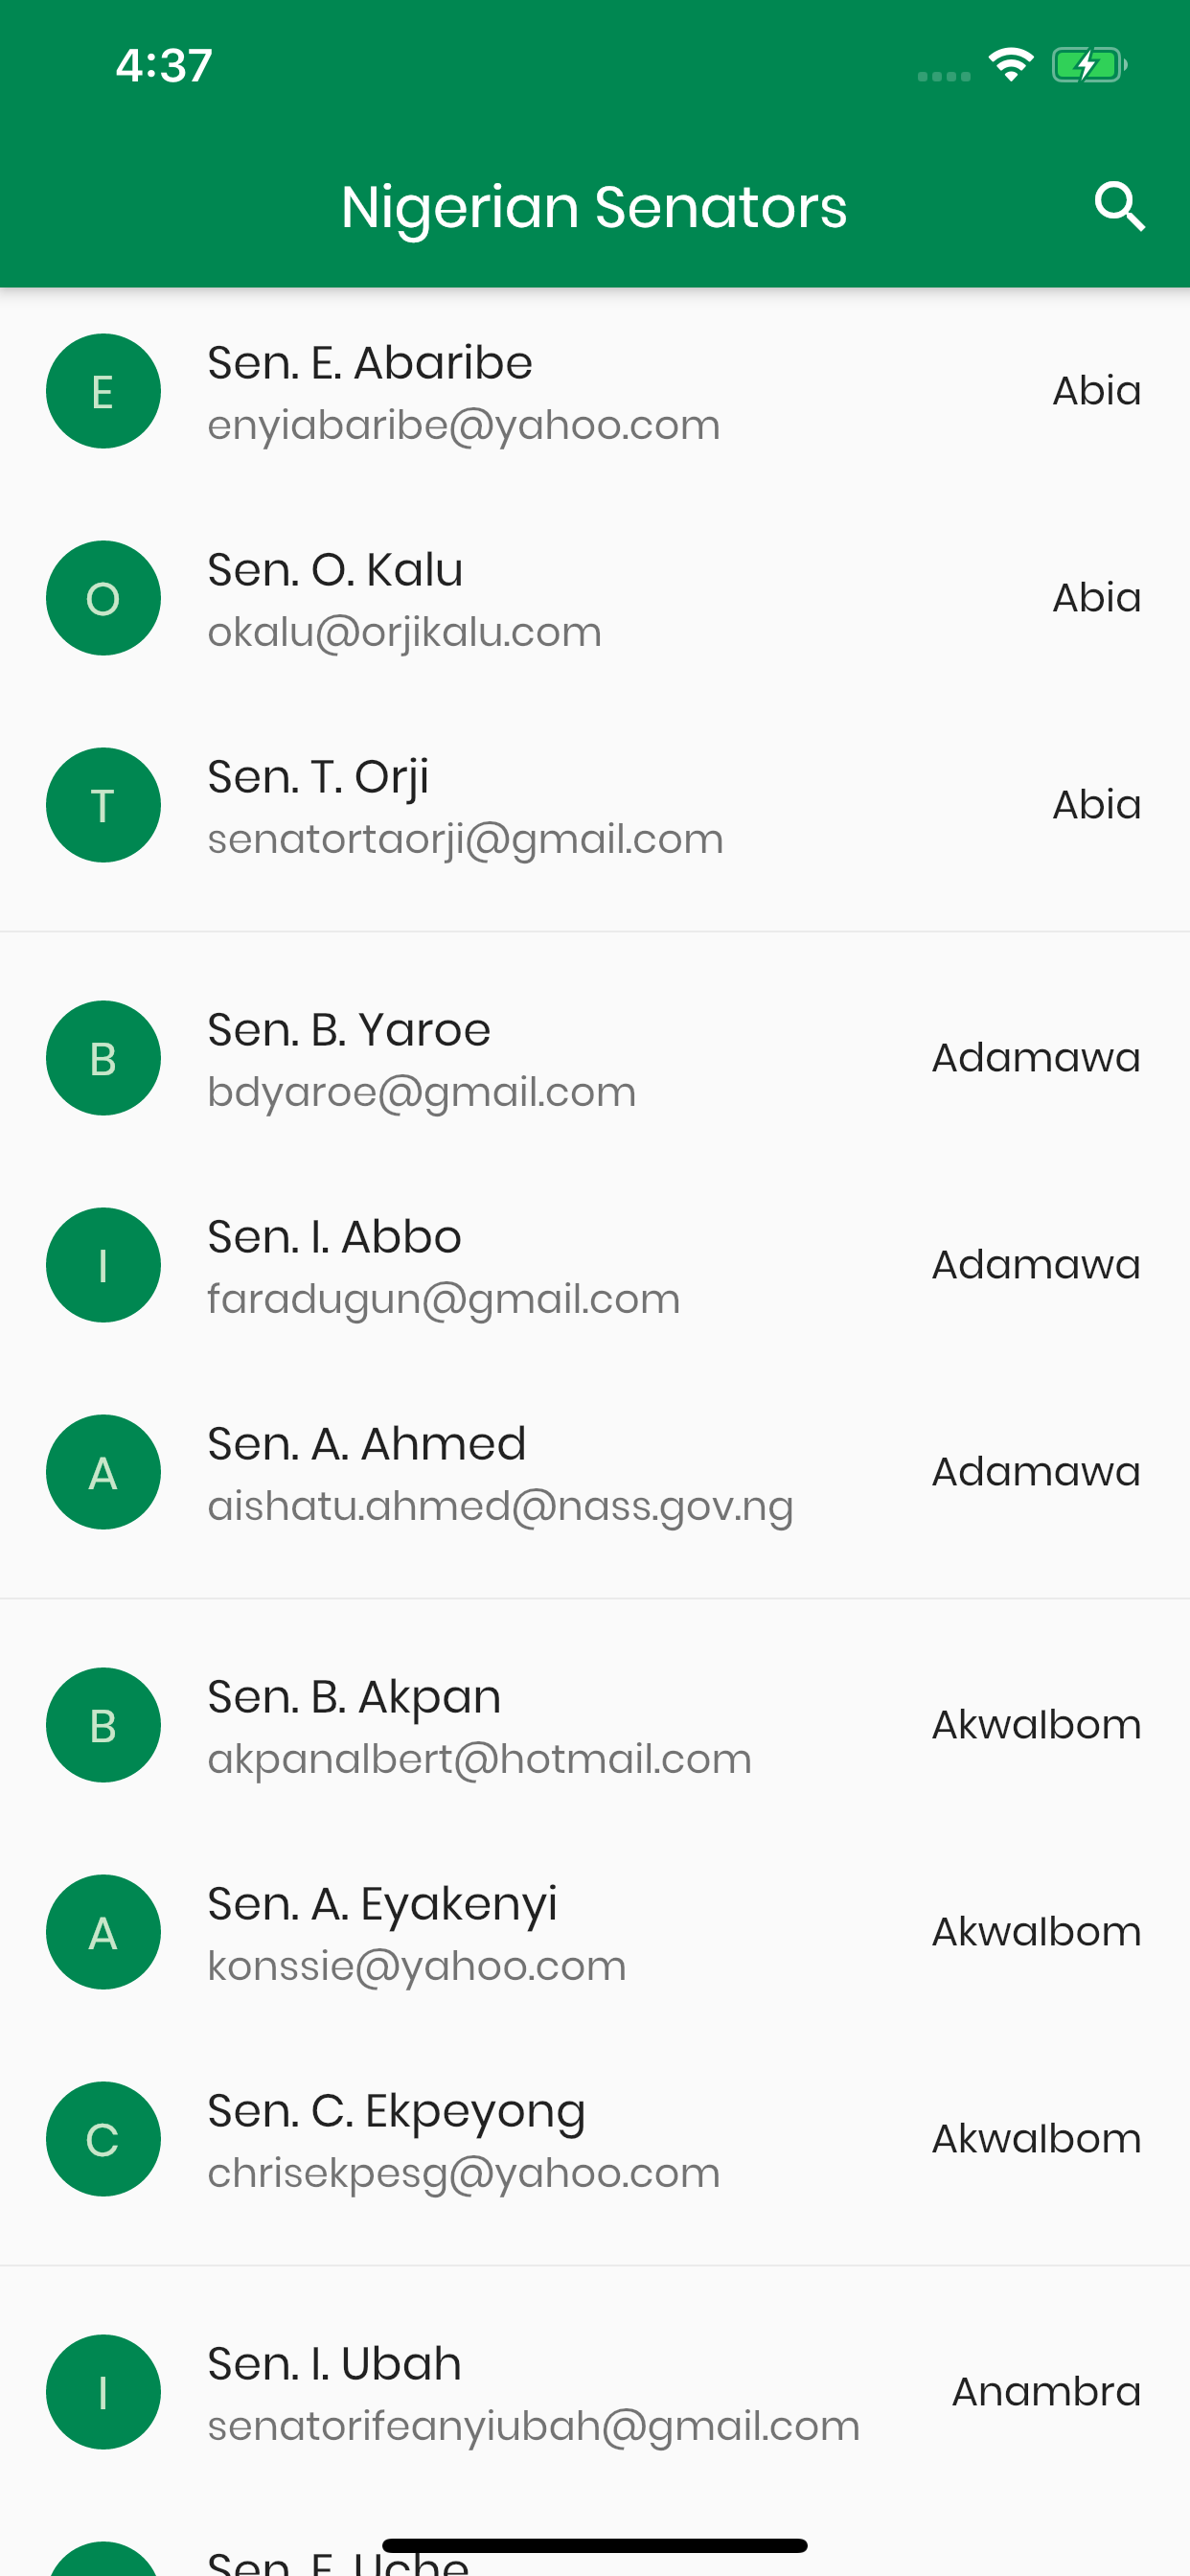 4:37
Nigerian Senators
E
Sen. E. Abaribe
enyiabaribe@yahoo.com
Abia
O
Sen. O. Kalu
okalu@orjikalu.com
Abia
T
Sen. T. Orji
senatortaorji@gmail.com
Abia
B
Sen. B. Yaroe
bdyaroe@gmail.com
Adamawa
I
Sen. I. Abbo
faradugun@gmail.com
Adamawa
A
Sen. A. Ahmed
aishatu.ahmed@nass.gov.ng
Adamawa
B
Sen. B. Akpan
akpanalbert@hotmail.com
AkwaIbom
A
Sen. A. Eyakenyi
konssie@yahoo.com
AkwaIbom
C
Sen. C. Ekpeyong
chrisekpesg@yahoo.com
AkwaIbom
I
Sen. I. Ubah
senatorifeanyiubah@gmail.com
Anambra
Sen. Uche